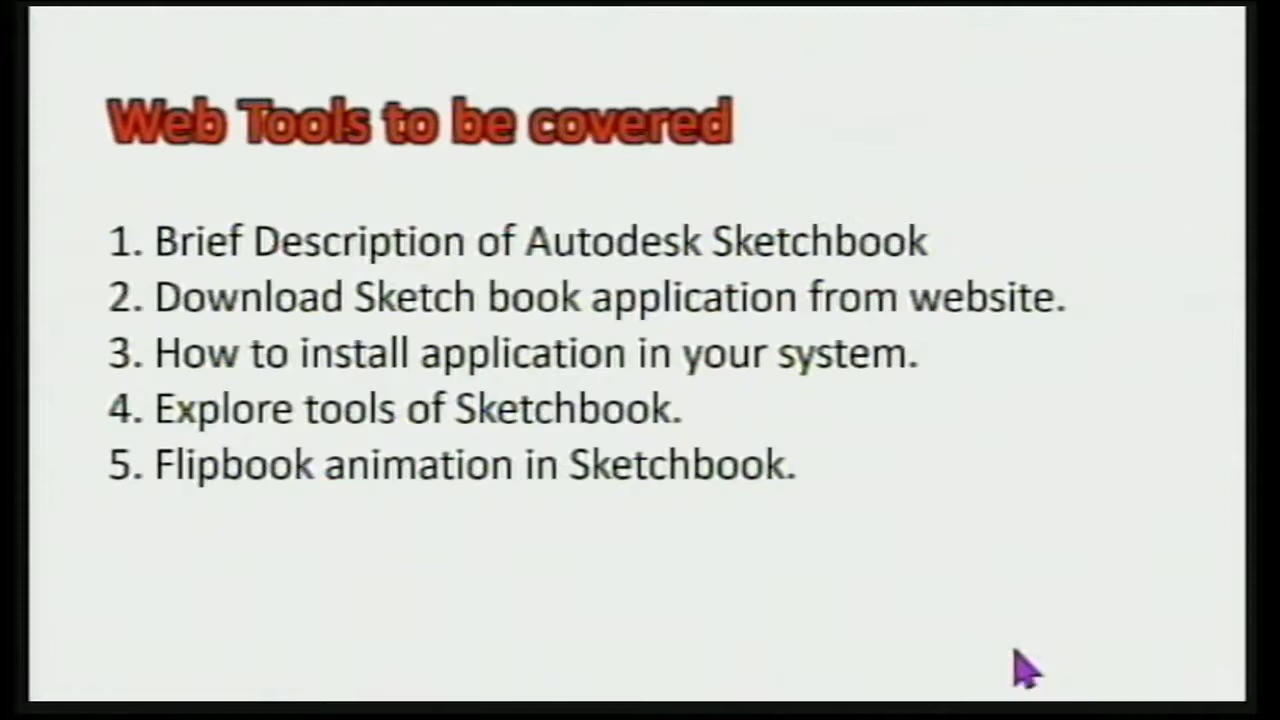 Web Tools to be covered
1. Brief Description of Autodesk Sketchbook
2. Download Sketch book application from website.
3. How to install application in your system.
4. Explore tools of Sketchbook.
5. Flipbook animation in Sketchbook.